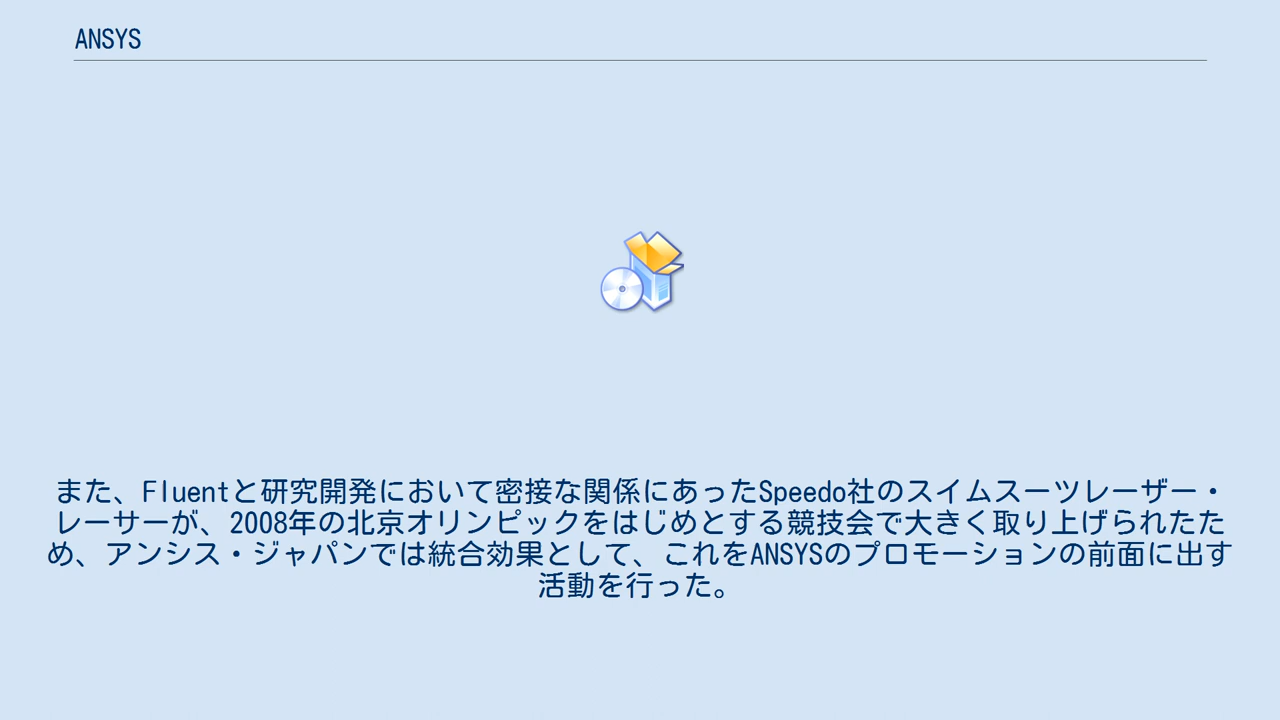 ANSYS
また、Fluentと研究開発において密接な関係にあったSpeedo社のスイムスーツレーザー・
レーサーが、2008年の北京オリンピックをはじめとする競技会で大きく取り上げられたた
め、アンシス・ジャパンでは統合効果として、これをANSYSのプロモーションの前面に出す
活動を行った。